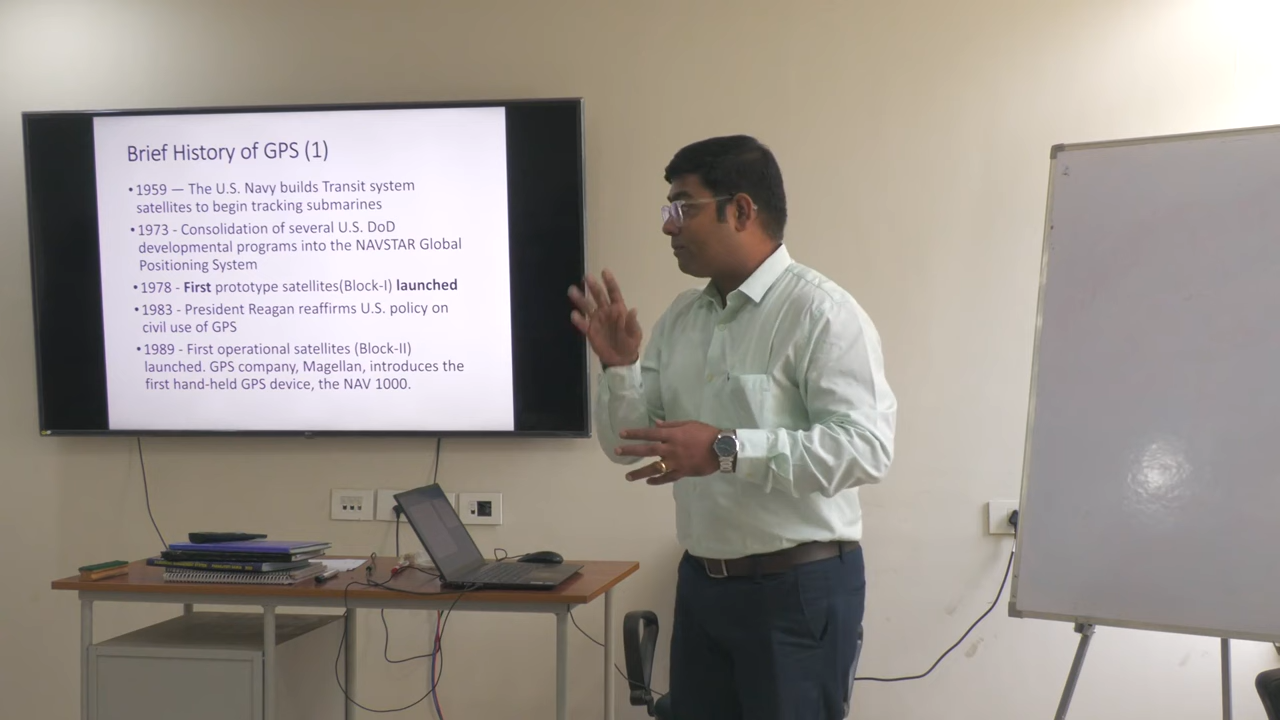 Brief History of GPS (1)
•1959 — The U.S. Navy builds Transit system
satellites to begin tracking submarines
•1973 - Consolidation of several U.S. DoD
developmental programs into the NAVSTAR Global
Positioning System
•1978 - First prototype satellites(Block-I) launched
•1983 - President Reagan reaffirms U.S. policy on
civil use of GPS
•1989 - First operational satellites (Block-II)
launched. GPS company, Magellan, introduces the
first hand-held GPS device, the NAV 1000.